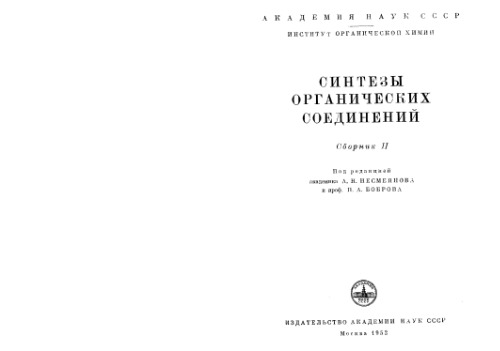 АКАДЕМИЯ НАУК СССР
ИНСТИТУТ ОРГАНИЧЕСКОЙ ХИМИИ
СИНТЕЗЫ
ОРГАНИЧЕСКИХ
СОЕДИНЕНИЙ
Сборник II
Под редакцией
академика А. Н. НЕСМЕЯНОВА
и проф. П. А. БОБРОВА
ИЗДАТЕЛЬСТВО АКАДЕМИИ НАУК СССР
Москва 1952